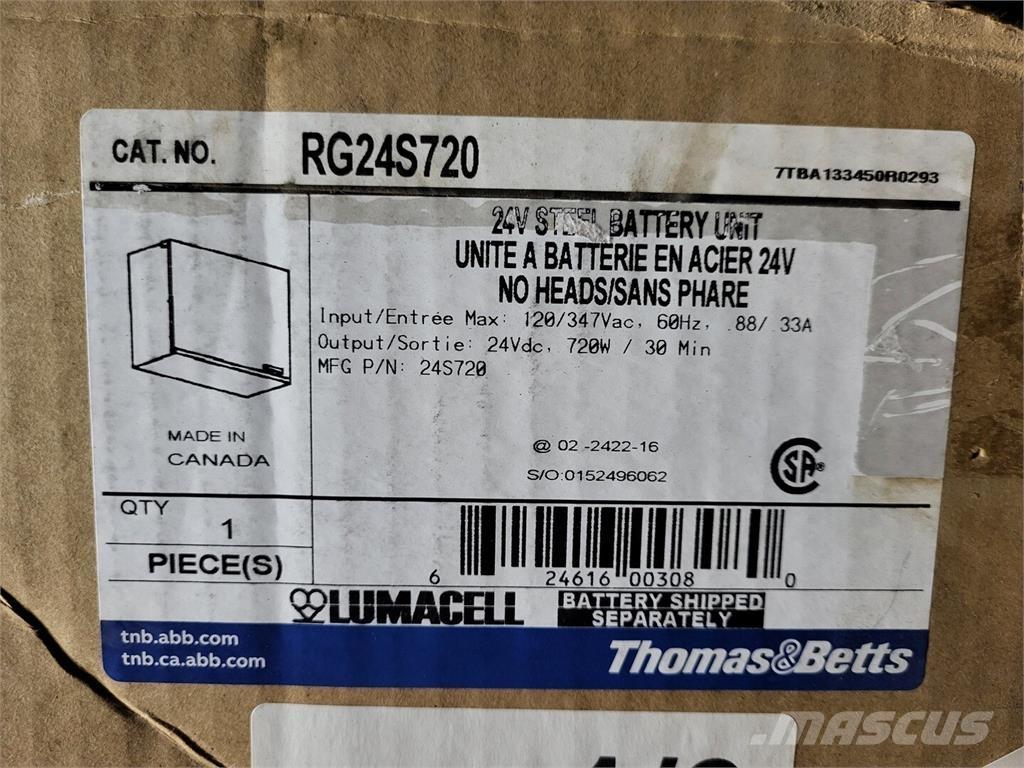 CAT. NO. RG24S720 7TBA133450R0293
24V STEEL BATTERY UNIT
UNITE A BATTERIE EN ACIER 24V
NO HEADS/SANS PHARE
Input/Entrée Max: 120/347Vac, 60Hz, .88/.33A
Output/Sortie: 24Vdc, 720W / 30 Min
MFG P/N: 24S720
MADE IN
CANADA
@ 02 -2422-16
S/O:0152496062
CSA®
QTY
1
PIECE(S)
6 24616 00308 0
LUMACELL
BATTERY SHIPPED
SEPARATELY
tnb.abb.com
tnb.ca.abb.com
Thomas&Betts
MASCUS